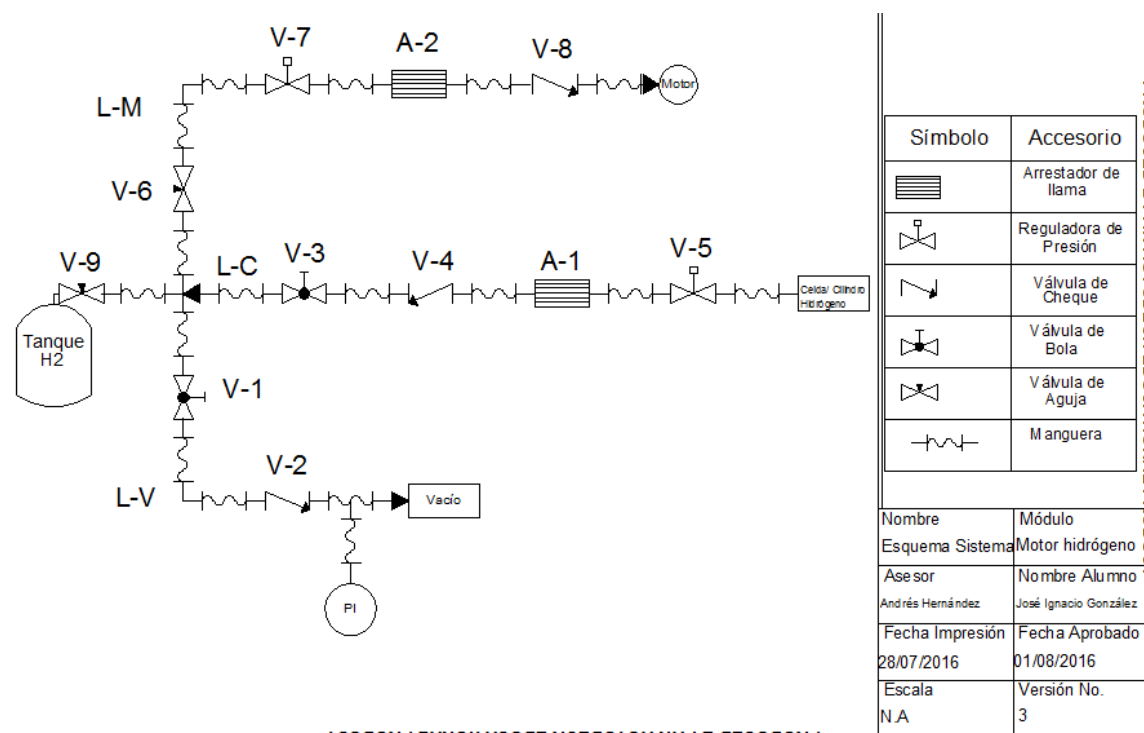 V-7
A-2
V-8
Motor
L-M
V-6
V-9
L-C
V-3
V-4
A-1
V-5
Celda/ Cilindro
Hidrógeno
Tanque
H2
V-1
V-2
L-V
Vacío
PI
Símbolo Accesorio
Arrestador de
llama
Reguladora de
Presión
Válvula de
Cheque
Válvula de
Bola
Válvula de
Aguja
Manguera
Nombre Módulo
Esquema Sistema Motor hidrógeno
Asesor Nombre Alumno
Andrés Hernández José Ignacio González
Fecha Impresión Fecha Aprobado
28/07/2016 01/08/2016
Escala Versión No.
N.A 3